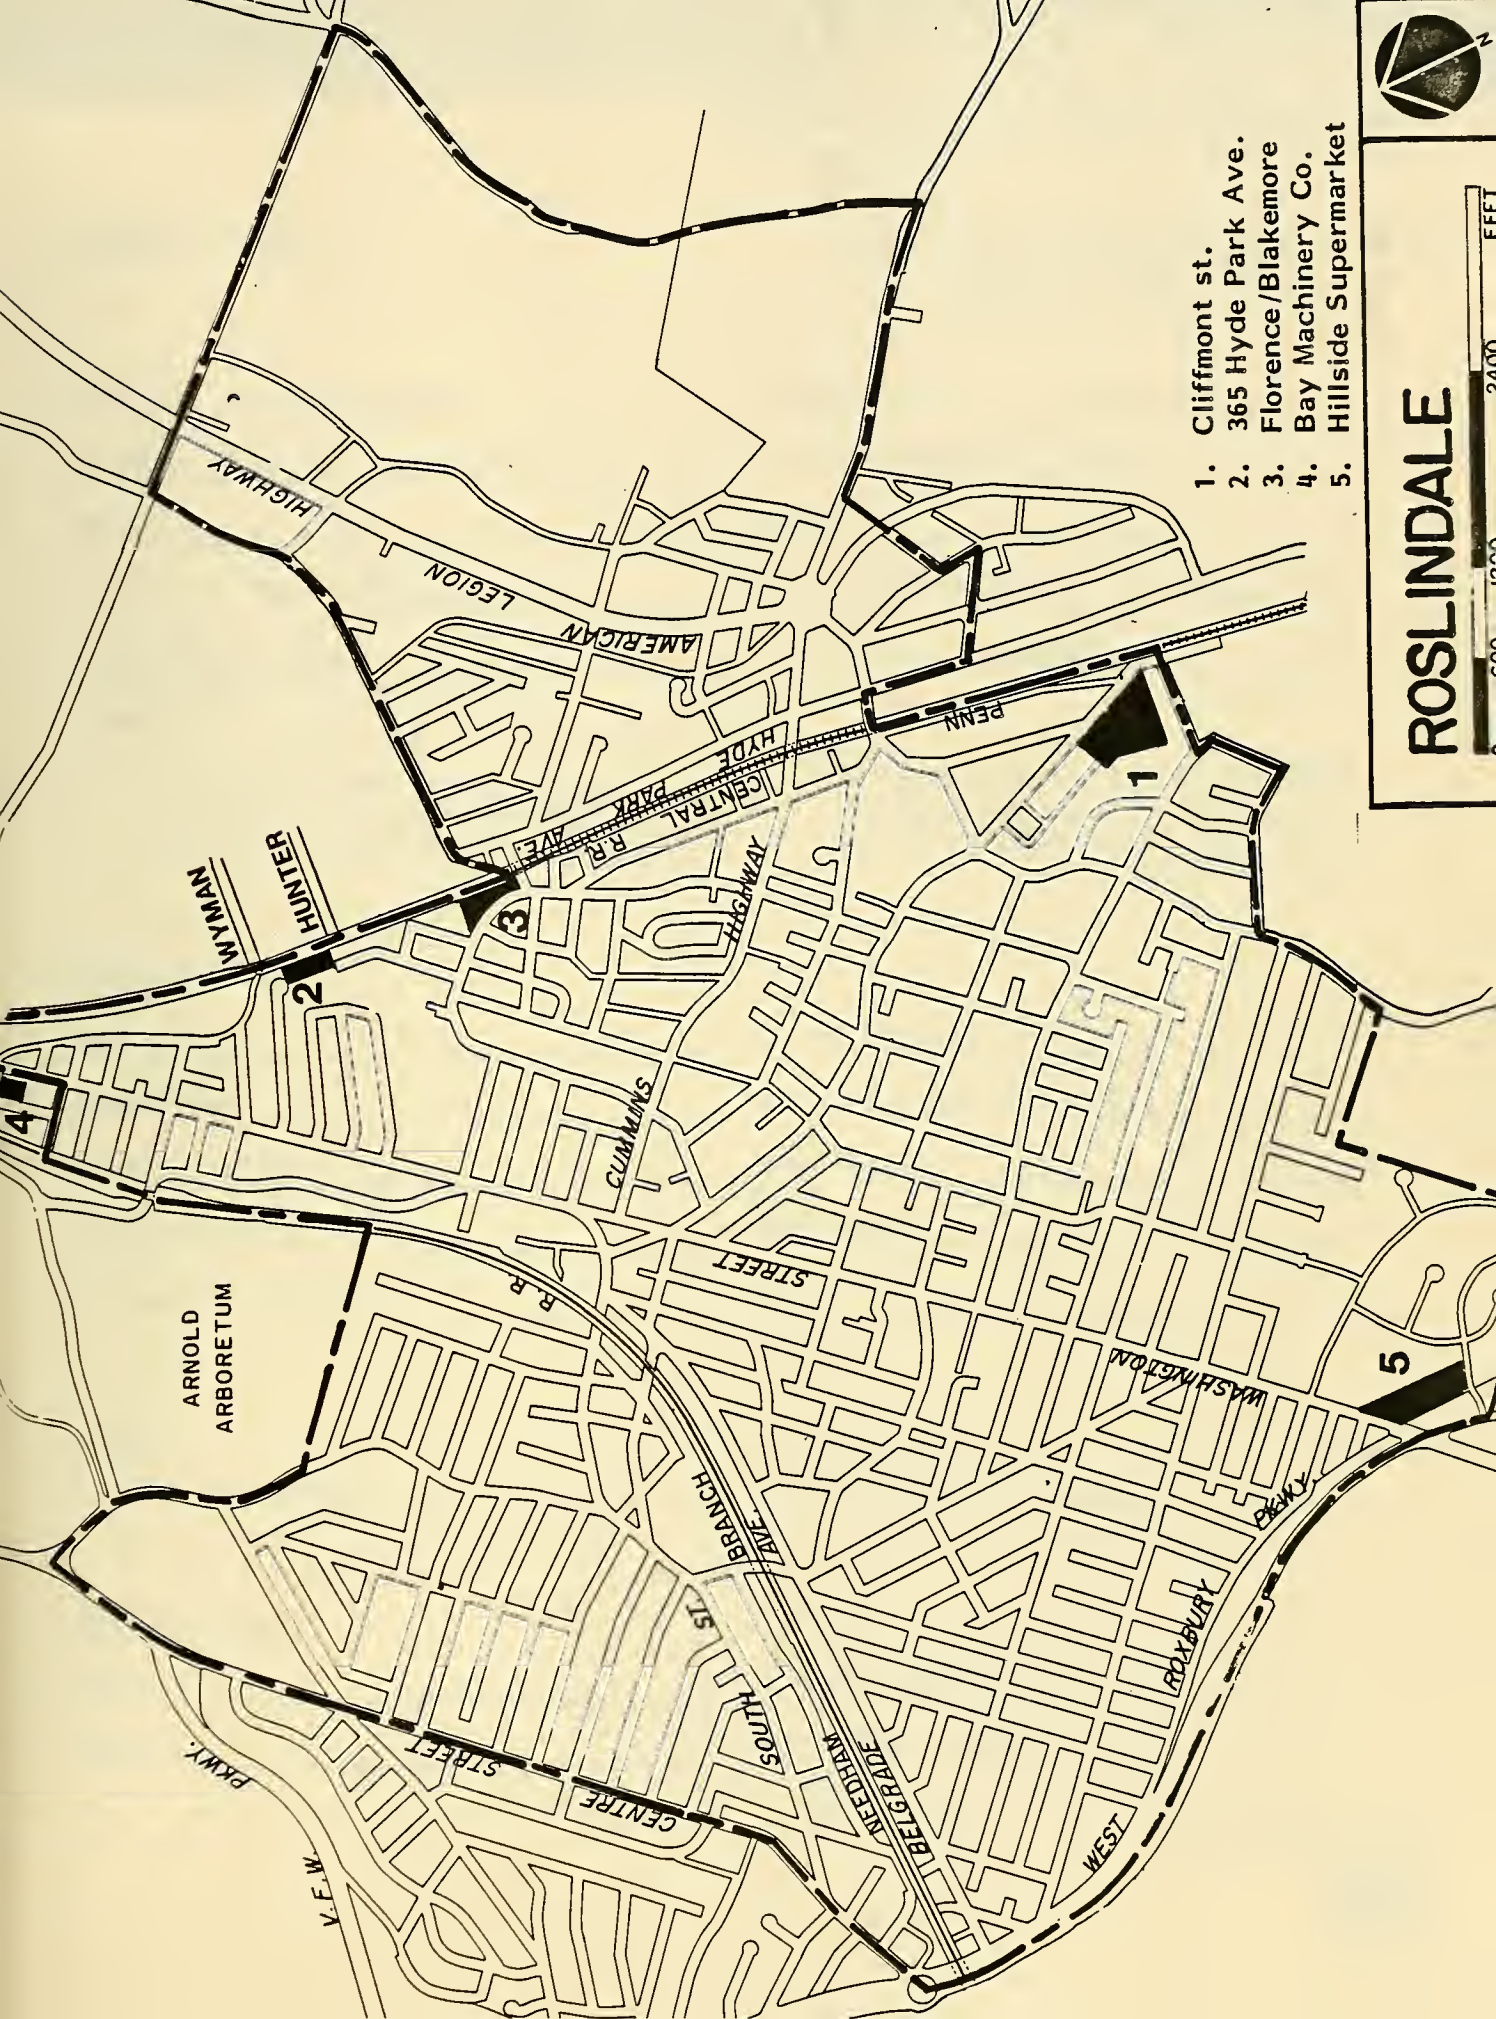 1. Cliffmont st.
2. 365 Hyde Park Ave.
3. Florence/Blakemore
4. Bay Machinery Co.
5. Hillside Supermarket
ROSLINDALE
N
FEET
WYMAN
HUNTER
ARNOLD
ARBORETUM
AMERICAN LEGION HIGHWAY
HYDE PARK AVE.
PENN CENTRAL R.R.
CUMMINS HIGHWAY
WASHINGTON STREET
NEEDHAM BRANCH R.R.
BELGRADE AVE.
SOUTH ST.
CENTRE STREET
V.F.W. PKWY.
WEST ROXBURY PKWY.
1
2
3
4
5